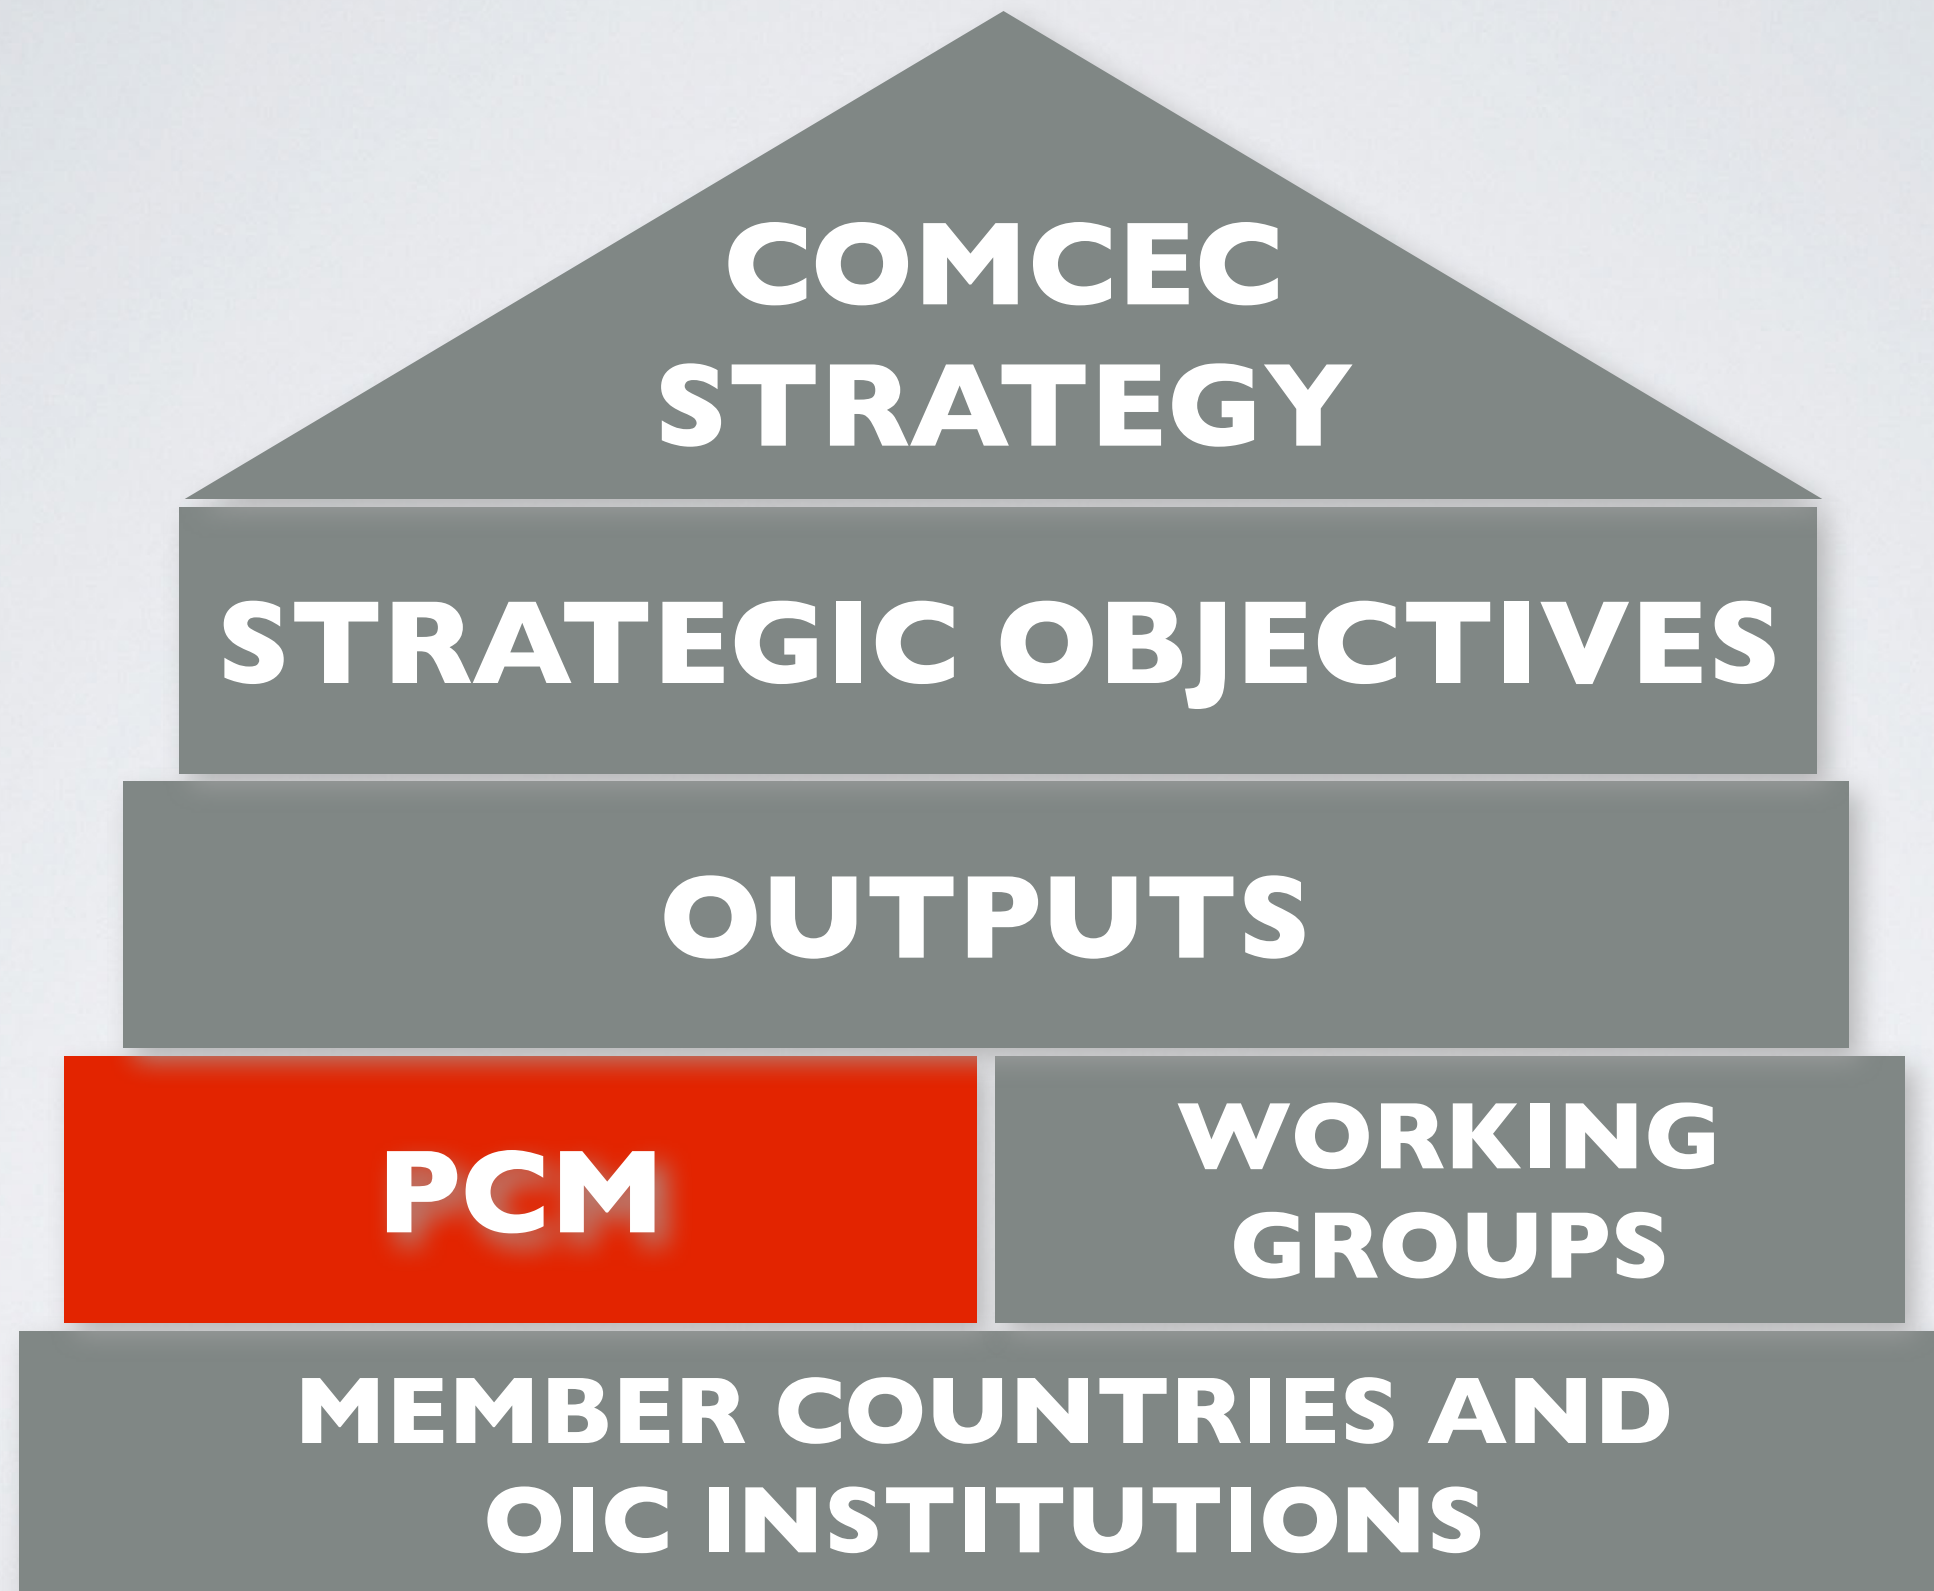 COMCEC
STRATEGY
STRATEGIC OBJECTIVES
OUTPUTS
PCM
WORKING
GROUPS
MEMBER COUNTRIES AND
OIC INSTITUTIONS